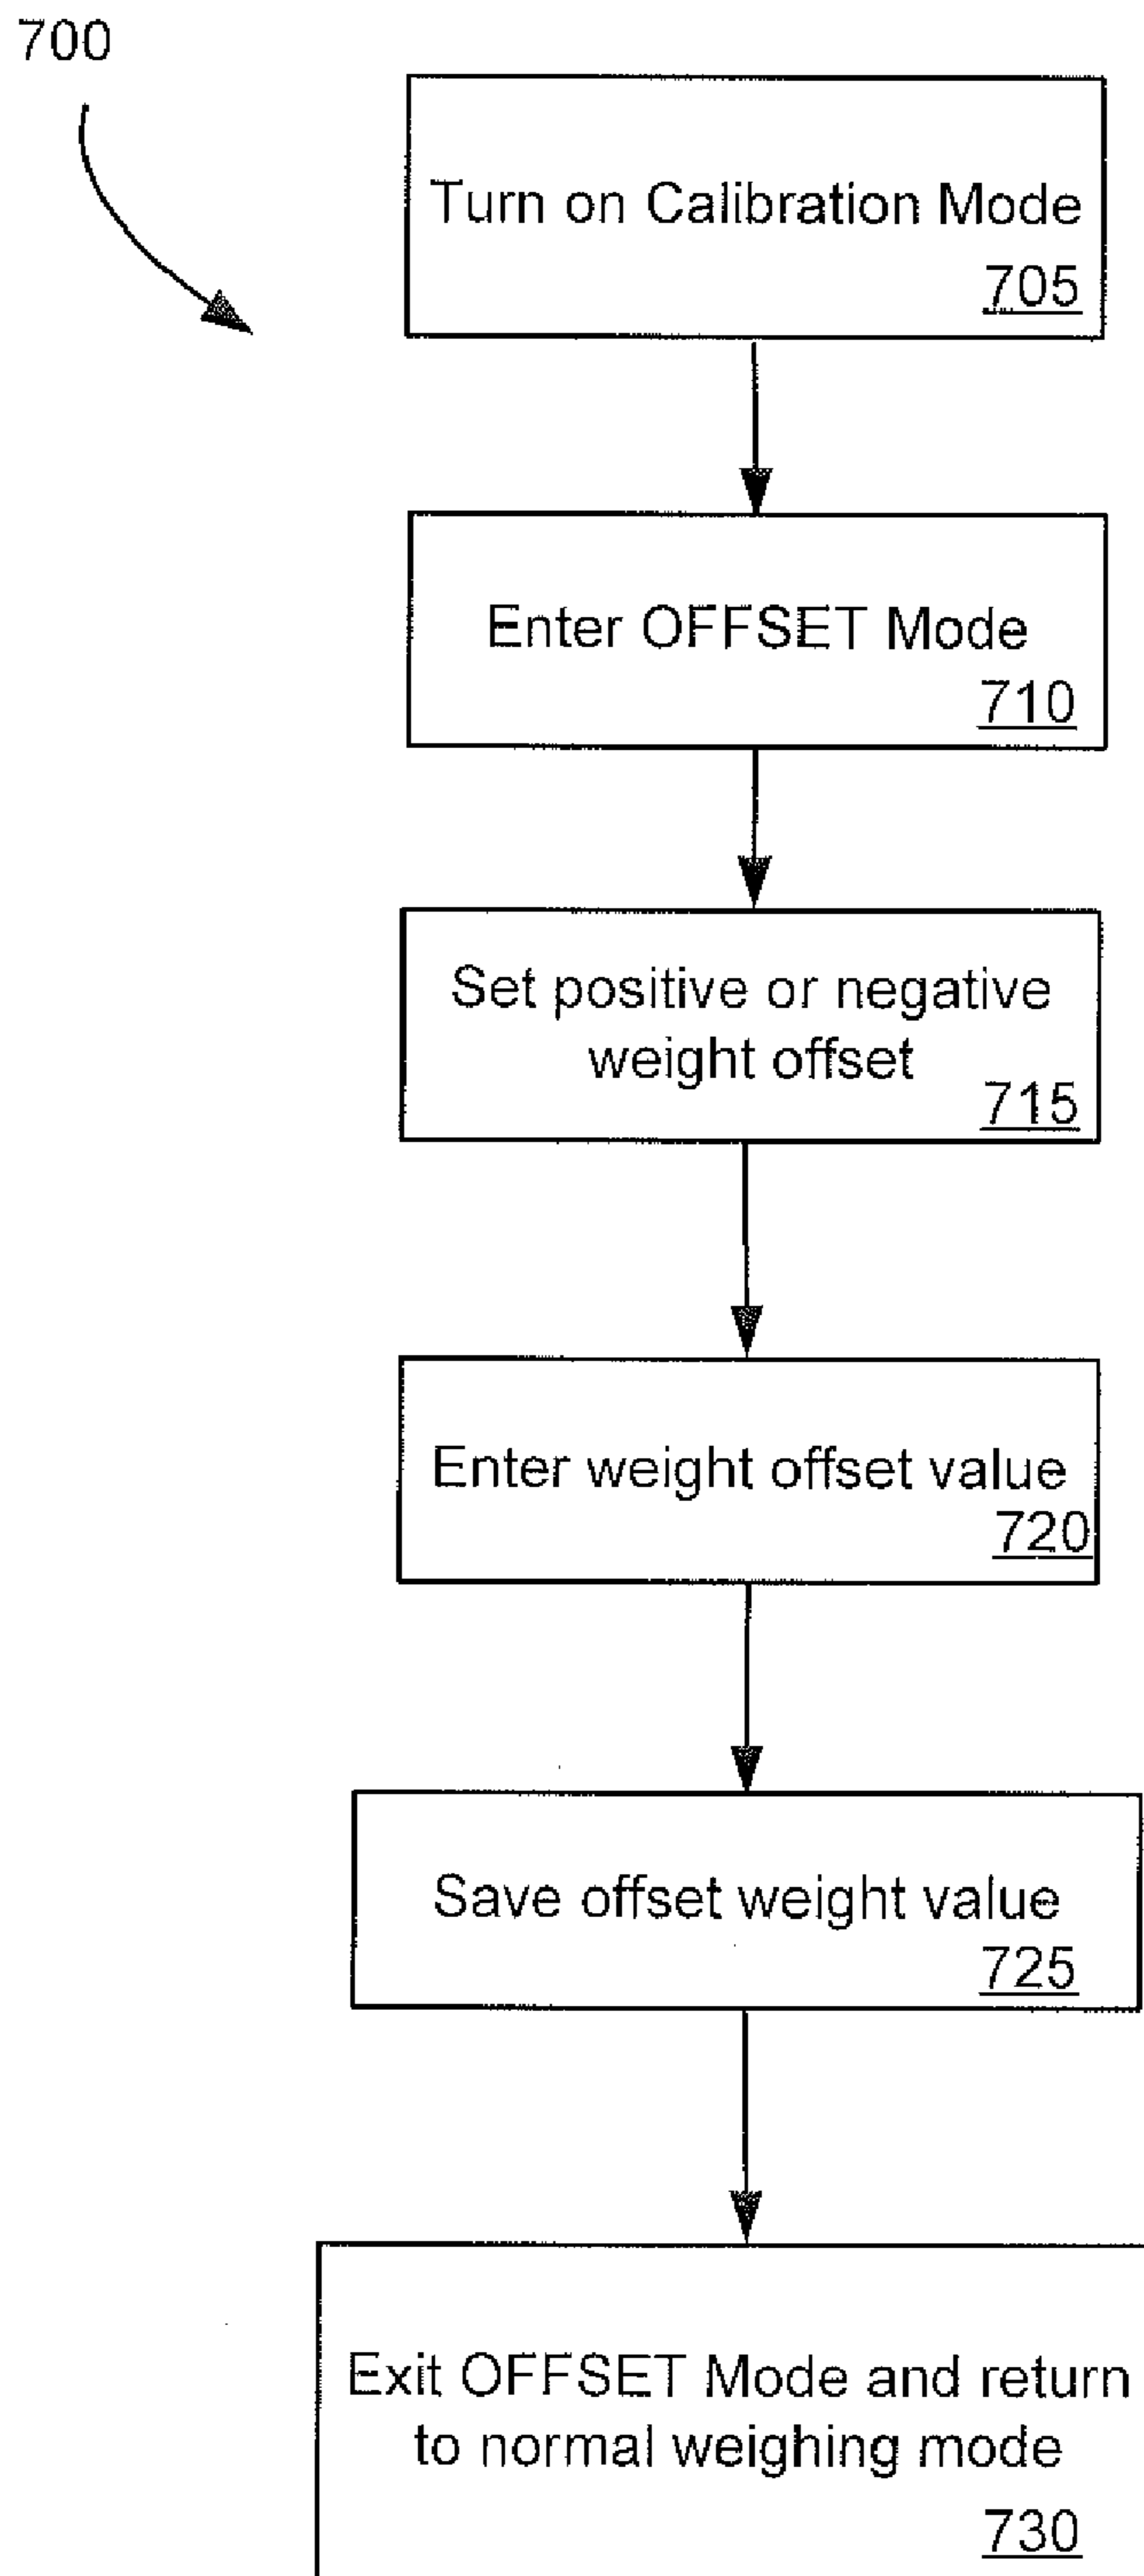 700
Turn on Calibration Mode
705
Enter OFFSET Mode
710
Set positive or negative
weight offset
715
Enter weight offset value
720
Save offset weight value
725
Exit OFFSET Mode and return
to normal weighing mode
730